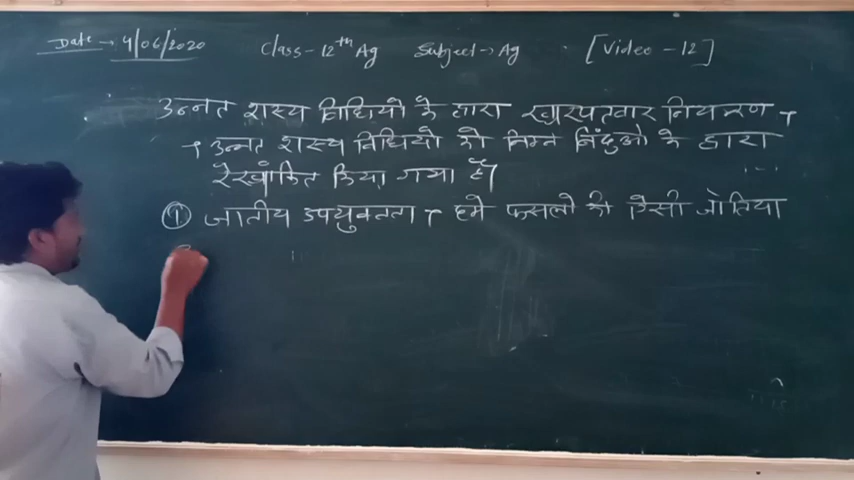 Date → 4/06/2020 Class - 12th Ag Subject → Ag [Video - 12]
उन्नत शस्य विधियो के द्वारा खरपतवार नियत्रण →
→ उन्नत शस्य विधियो को निम्न बिंदुओ के द्वारा
रेखांकित किया गया है।
① जातीय उपयुक्तता → हमे फसलो की ऐसी जातिया